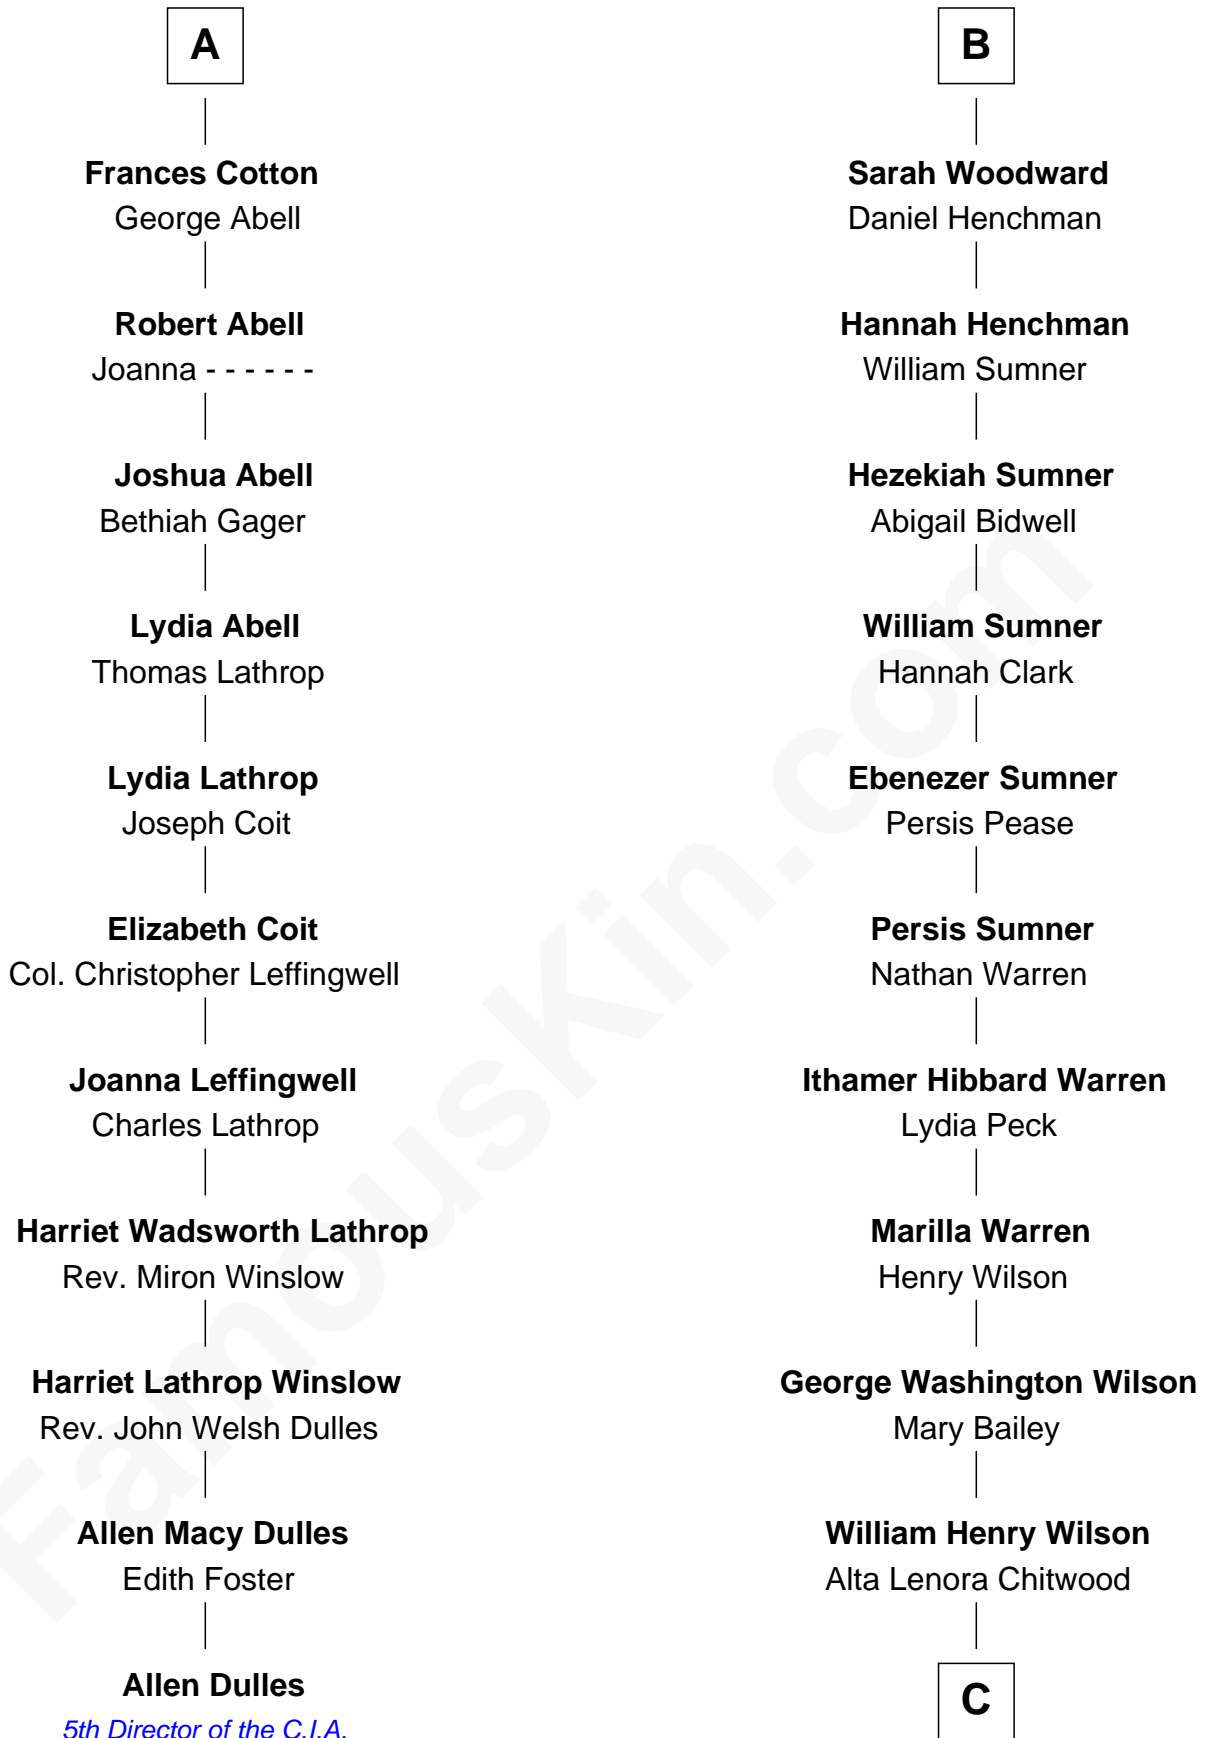 A
Frances Cotton
George Abell
Robert Abell
Joanna - - - - - -
Joshua Abell
Bethiah Gager
Lydia Abell
Thomas Lathrop
Lydia Lathrop
Joseph Coit
Elizabeth Coit
Col. Christopher Leffingwell
Joanna Leffingwell
Charles Lathrop
Harriet Wadsworth Lathrop
Rev. Miron Winslow
Harriet Lathrop Winslow
Rev. John Welsh Dulles
Allen Macy Dulles
Edith Foster
Allen Dulles
5th Director of the C.I.A.
B
Sarah Woodward
Daniel Henchman
Hannah Henchman
William Sumner
Hezekiah Sumner
Abigail Bidwell
William Sumner
Hannah Clark
Ebenezer Sumner
Persis Pease
Persis Sumner
Nathan Warren
Ithamer Hibbard Warren
Lydia Peck
Marilla Warren
Henry Wilson
George Washington Wilson
Mary Bailey
William Henry Wilson
Alta Lenora Chitwood
C
FamousKin.com